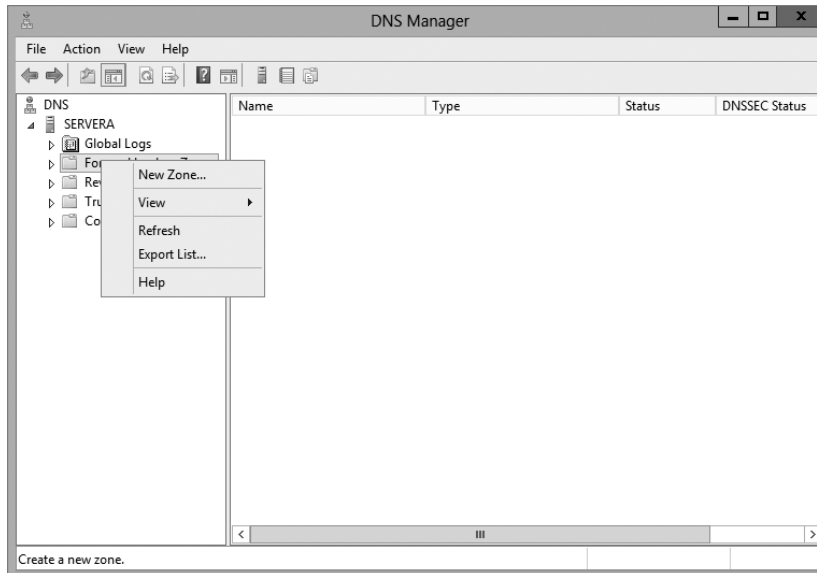 DNS Manager
File Action View Help
DNS
Name Type Status DNSSEC Status
SERVERA
Global Logs
New Zone...
View
Refresh
Export List...
Help
Create a new zone.